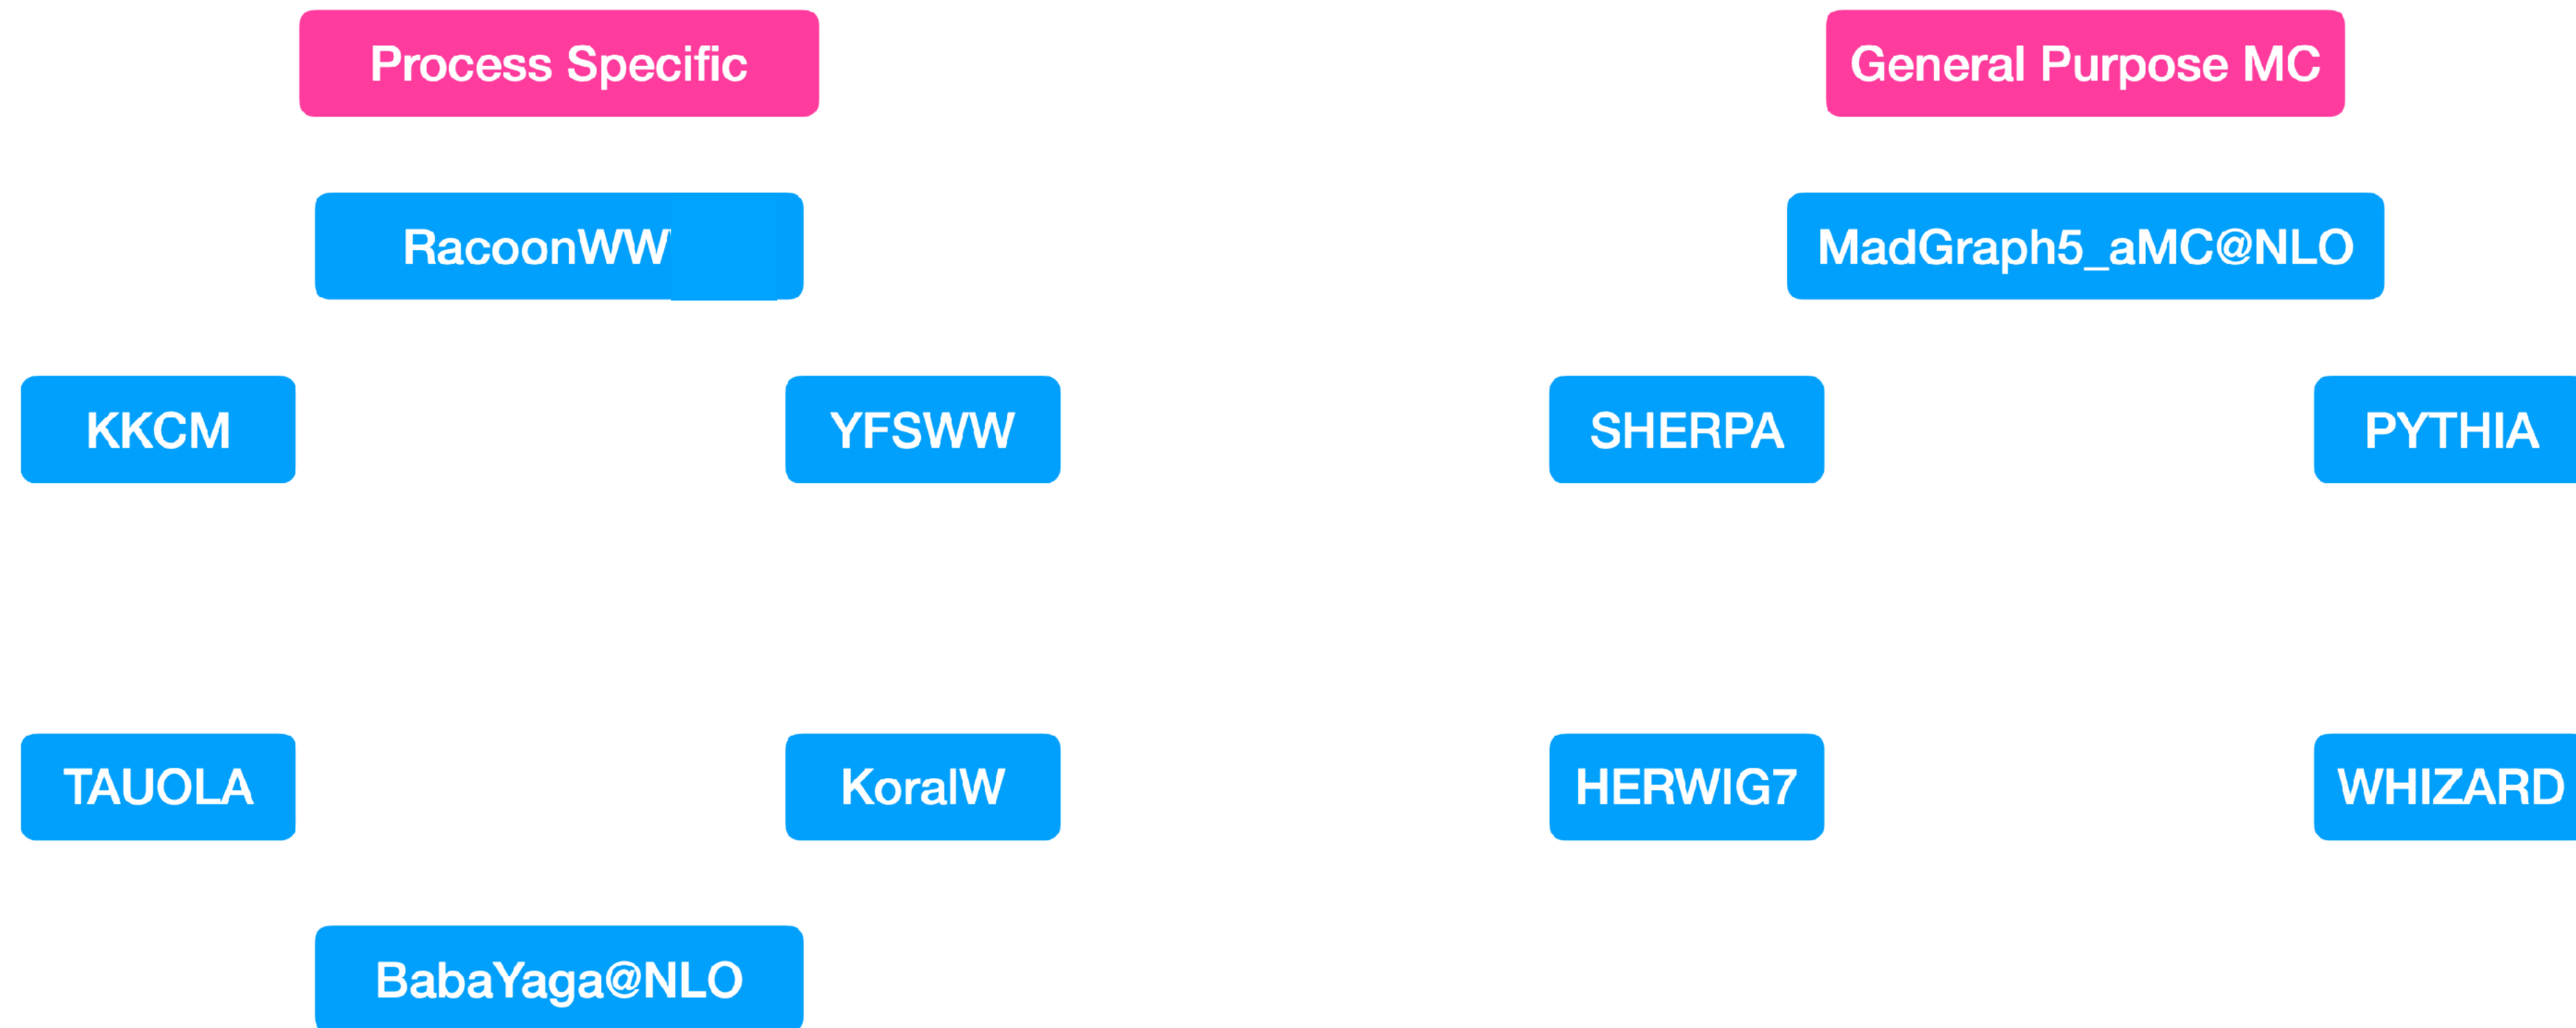 Process Specific
General Purpose MC
RacoonWW
MadGraph5_aMC@NLO
KKCM
YFSWW
SHERPA
PYTHIA
TAUOLA
KoralW
HERWIG7
WHIZARD
BabaYaga@NLO